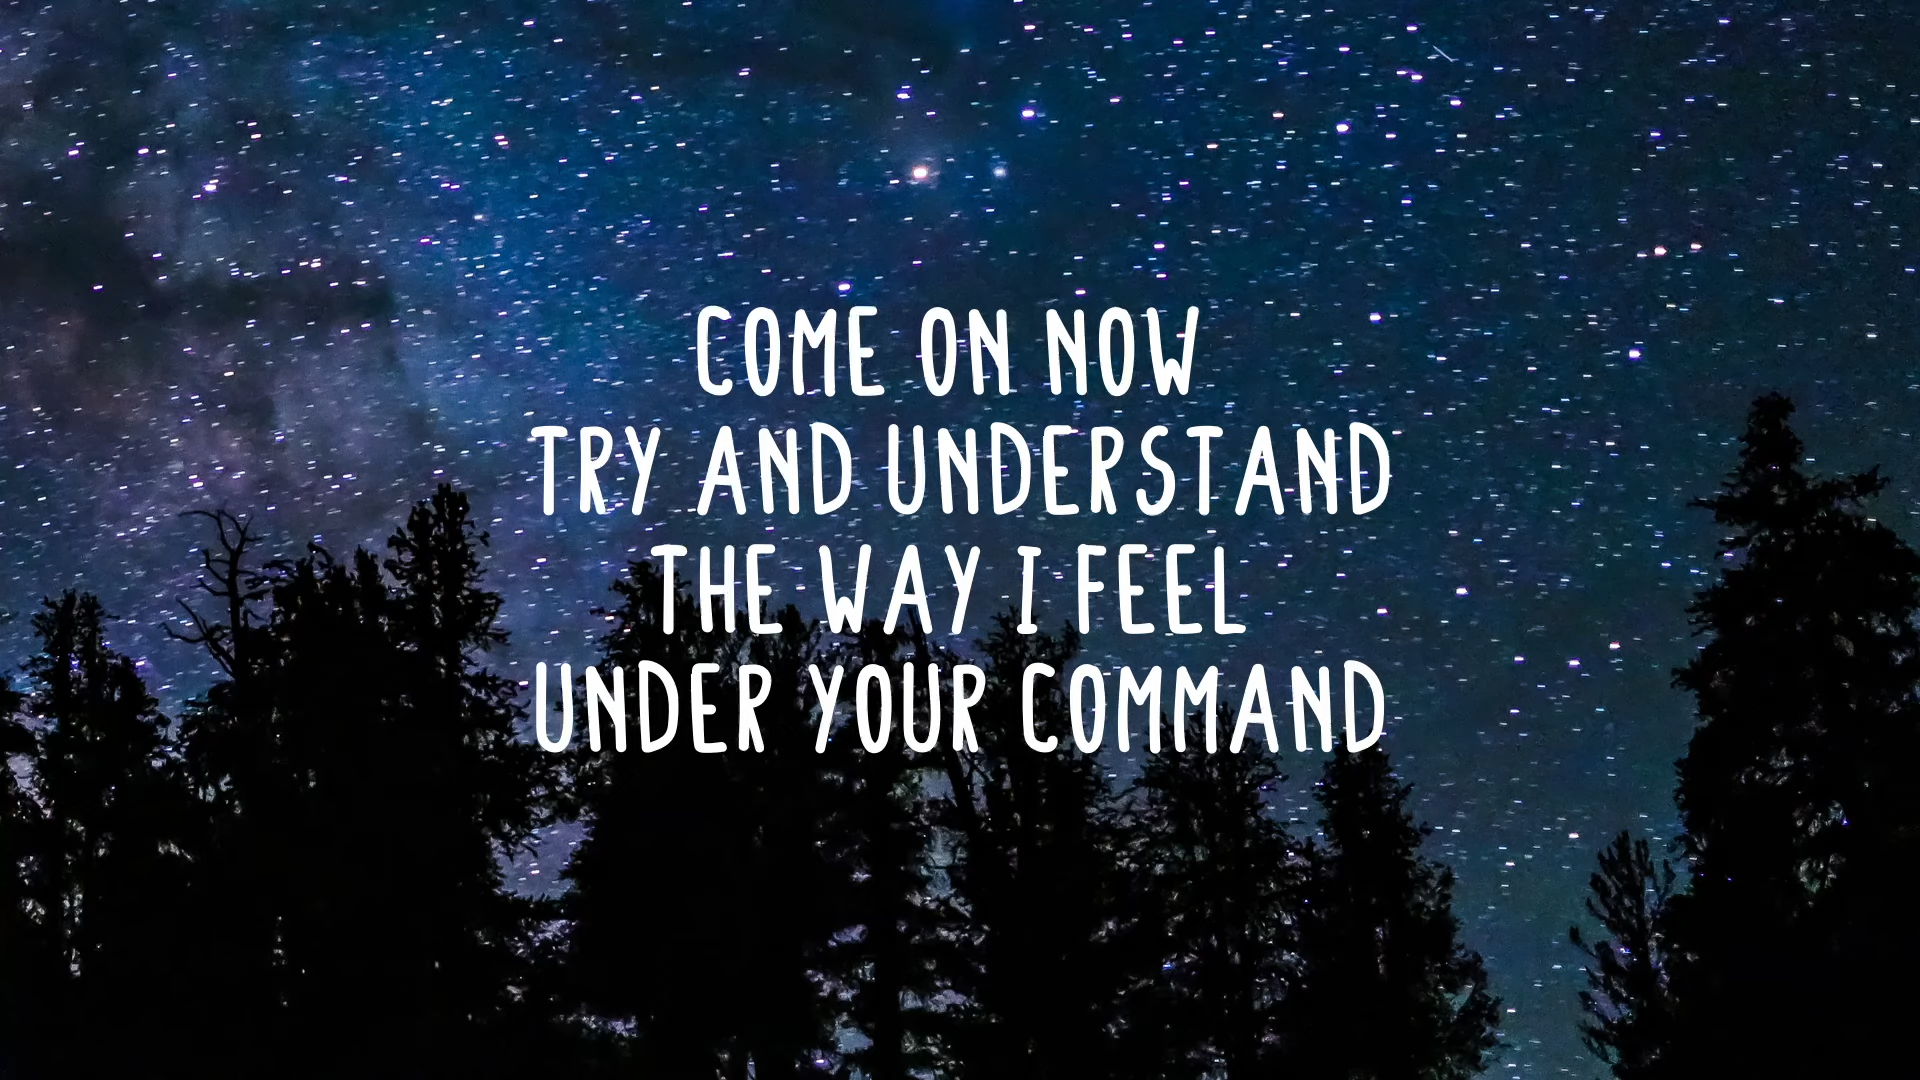 COME ON NOW
TRY AND UNDERSTAND
THE WAY I FEEL
UNDER YOUR COMMAND